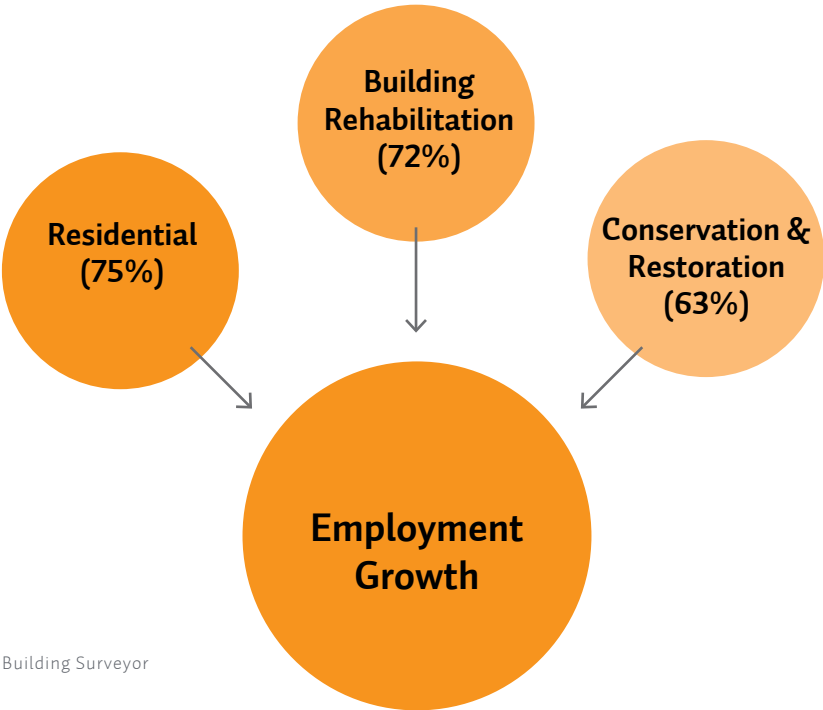 Building
Rehabilitation
(72%)
Residential
(75%)
Conservation &
Restoration
(63%)
Employment
Growth
Building Surveyor